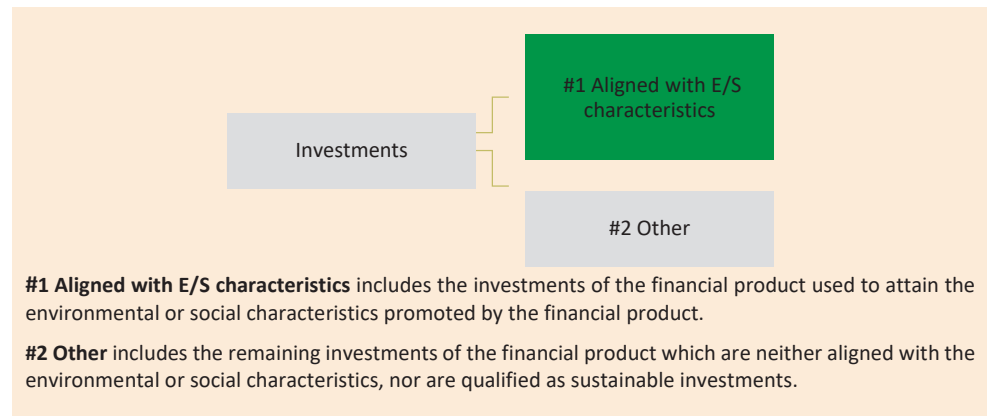 #1 Aligned with E/S
characteristics
Investments
#2 Other
#1 Aligned with E/S characteristics includes the investments of the financial product used to attain the
environmental or social characteristics promoted by the financial product.
#2 Other includes the remaining investments of the financial product which are neither aligned with the
environmental or social characteristics, nor are qualified as sustainable investments.